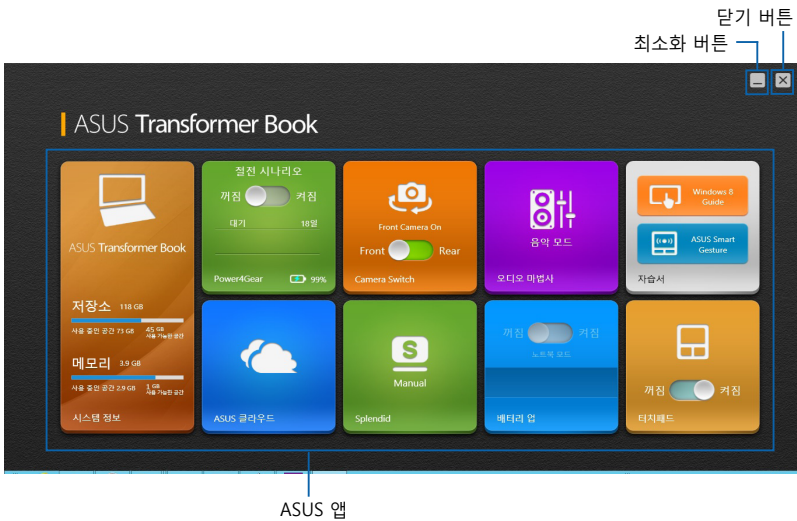 닫기 버튼
최소화 버튼
ASUS Transformer Book
ASUS Transformer Book
저장소 118 GB
사용 중인 공간 73 GB 45 GB
사용 가능한 공간
메모리 3.9 GB
사용 중인 공간 2.9 GB 1 GB
사용 가능한 공간
시스템 정보
절전 시나리오
꺼짐 켜짐
대기 18일
Power4Gear 99%
Front Camera On
Front Rear
Camera Switch
음악 모드
오디오 마법사
Windows 8
Guide
ASUS Smart
Gesture
자습서
ASUS 클라우드
S
Manual
Splendid
꺼짐 켜짐
노트북 모드
배터리 업
꺼짐 켜짐
터치패드
ASUS 앱